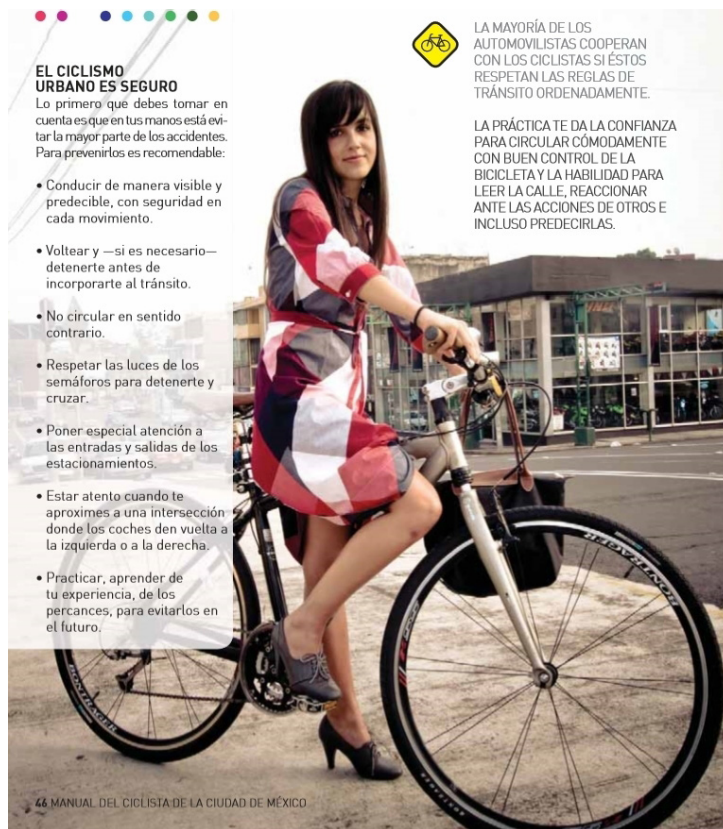 EL CICLISMO
URBANO ES SEGURO
Lo primero que debes tomar en
cuenta es que en tus manos está evi-
tar la mayor parte de los accidentes.
Para prevenirlos es recomendable:
• Conducir de manera visible y
predecible, con seguridad en
cada movimiento.
• Voltear y —si es necesario—
detenerte antes de
incorporarte al tránsito.
• No circular en sentido
contrario.
• Respetar las luces de los
semáforos para detenerte y
cruzar.
• Poner especial atención a
las entradas y salidas de los
estacionamientos.
• Estar atento cuando te
aproximes a una intersección
donde los coches den vuelta a
la izquierda o a la derecha.
• Practicar, aprender de
tu experiencia, de los
percances, para evitarlos en
el futuro.
LA MAYORÍA DE LOS
AUTOMOVILISTAS COOPERAN
CON LOS CICLISTAS SI ÉSTOS
RESPETAN LAS REGLAS DE
TRÁNSITO ORDENADAMENTE.
LA PRÁCTICA TE DA LA CONFIANZA
PARA CIRCULAR CÓMODAMENTE
CON BUEN CONTROL DE LA
BICICLETA Y LA HABILIDAD PARA
LEER LA CALLE, REACCIONAR
ANTE LAS ACCIONES DE OTROS E
INCLUSO PREDECIRLAS.
BONTRAGER
BONTRAGER
46 MANUAL DEL CICLISTA DE LA CIUDAD DE MÉXICO